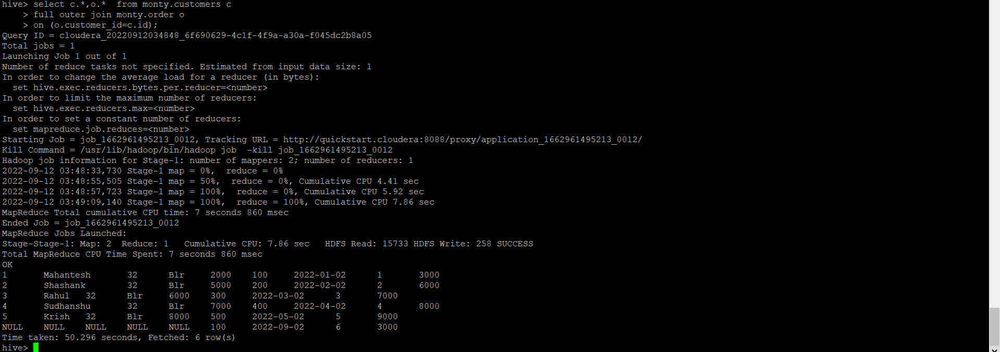 hive> select c.*,o.*  from monty.customers c
    > full outer join monty.order o
    > on (o.customer_id=c.id);
Query ID = cloudera_20220912034848_6f690629-4c1f-4f9a-a30a-f045dc2b8a05
Total jobs = 1
Launching Job 1 out of 1
Number of reduce tasks not specified. Estimated from input data size: 1
In order to change the average load for a reducer (in bytes):
  set hive.exec.reducers.bytes.per.reducer=<number>
In order to limit the maximum number of reducers:
  set hive.exec.reducers.max=<number>
In order to set a constant number of reducers:
  set mapreduce.job.reduces=<number>
Starting Job = job_1662961495213_0012, Tracking URL = http://quickstart.cloudera:8088/proxy/application_1662961495213_0012/
Kill Command = /usr/lib/hadoop/bin/hadoop job  -kill job_1662961495213_0012
Hadoop job information for Stage-1: number of mappers: 2; number of reducers: 1
2022-09-12 03:48:33,730 Stage-1 map = 0%,  reduce = 0%
2022-09-12 03:48:55,505 Stage-1 map = 50%,  reduce = 0%, Cumulative CPU 4.41 sec
2022-09-12 03:48:57,723 Stage-1 map = 100%,  reduce = 0%, Cumulative CPU 5.92 sec
2022-09-12 03:49:09,140 Stage-1 map = 100%,  reduce = 100%, Cumulative CPU 7.86 sec
MapReduce Total cumulative CPU time: 7 seconds 860 msec
Ended Job = job_1662961495213_0012
MapReduce Jobs Launched:
Stage-Stage-1: Map: 2  Reduce: 1   Cumulative CPU: 7.86 sec   HDFS Read: 15733 HDFS Write: 258 SUCCESS
Total MapReduce CPU Time Spent: 7 seconds 860 msec
OK
1       Mahantesh       32      Blr     2000    100     2022-01-02      1       3000
2       Shashank        32      Blr     5000    200     2022-02-02      2       6000
3       Rahul   32      Blr     6000    300     2022-03-02      3       7000
4       Sudhanshu       32      Blr     7000    400     2022-04-02      4       8000
5       Krish   32      Blr     8000    500     2022-05-02      5       9000
NULL    NULL    NULL    NULL    NULL    100     2022-09-02      6       3000
Time taken: 50.296 seconds, Fetched: 6 row(s)
hive>